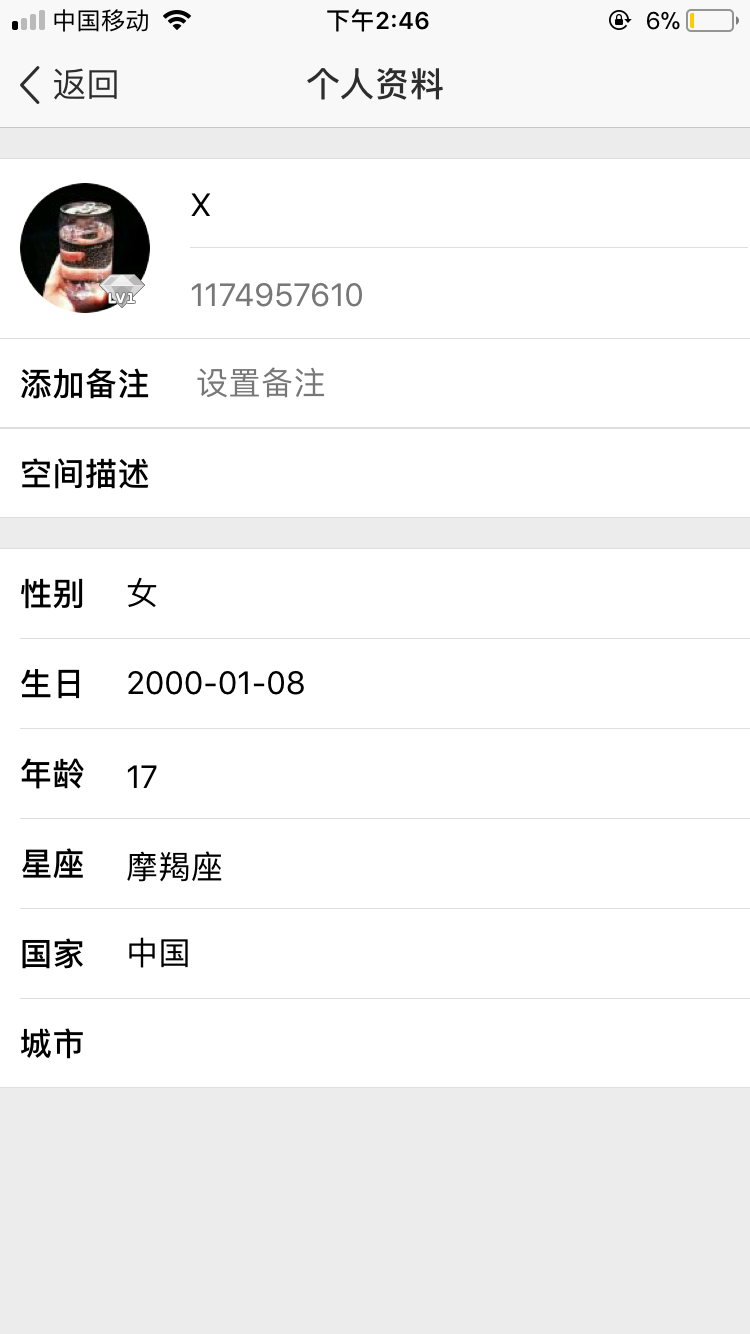 中国移动 下午2:46 6%
返回 个人资料
X
LV1
1174957610
添加备注 设置备注
空间描述
性别 女
生日 2000-01-08
年龄 17
星座 摩羯座
国家 中国
城市